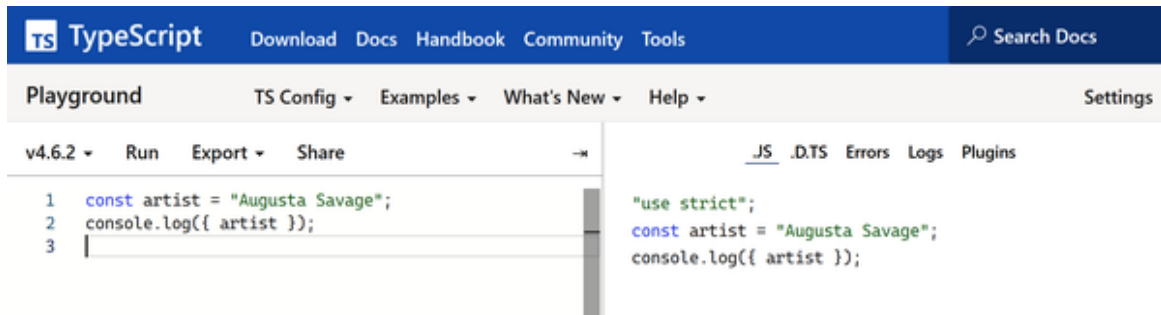 TS TypeScript Download Docs Handbook Community Tools Search Docs
Playground TS Config Examples What's New Help Settings
v4.6.2 Run Export Share .JS .D.TS Errors Logs Plugins
1 const artist = "Augusta Savage";
2 console.log({ artist });
3
"use strict";
const artist = "Augusta Savage";
console.log({ artist });